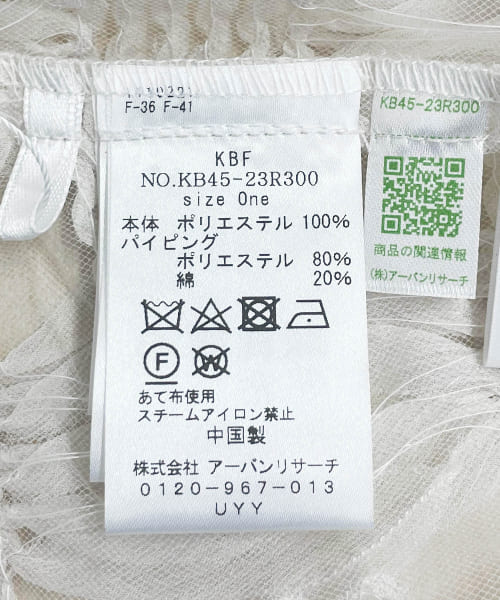 F-36 F-41
KBF
NO.KB45-23R300
size One
本体 ポリエステル 100%
パイピング
ポリエステル 80%
綿 20%
F
W
あて布使用
スチームアイロン禁止
中国製
株式会社 アーバンリサーチ
0120-967-013
UYY
KB45-23R300
商品の関連情報
(株)アーバンリサーチ